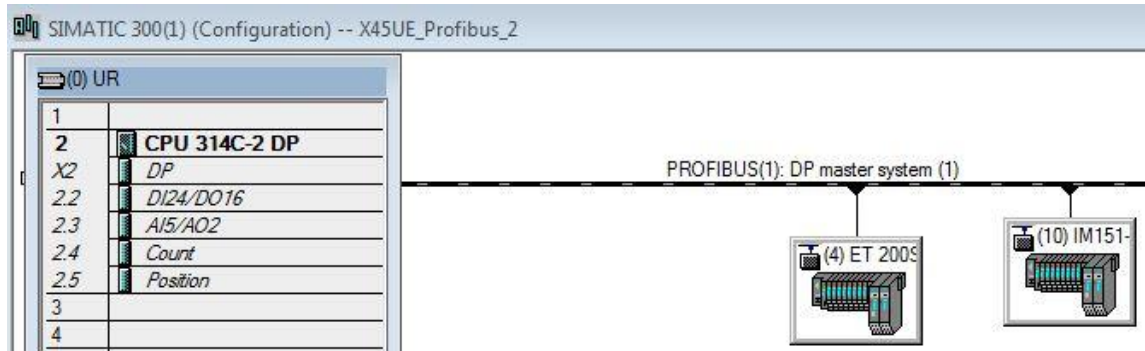 SIMATIC 300(1) (Configuration) -- X45UE_Profibus_2
(0) UR
1
2 CPU 314C-2 DP
X2 DP
2.2 DI24/DO16
2.3 AI5/AO2
2.4 Count
2.5 Position
3
4
PROFIBUS(1): DP master system (1)
(4) ET 200S
(10) IM151-